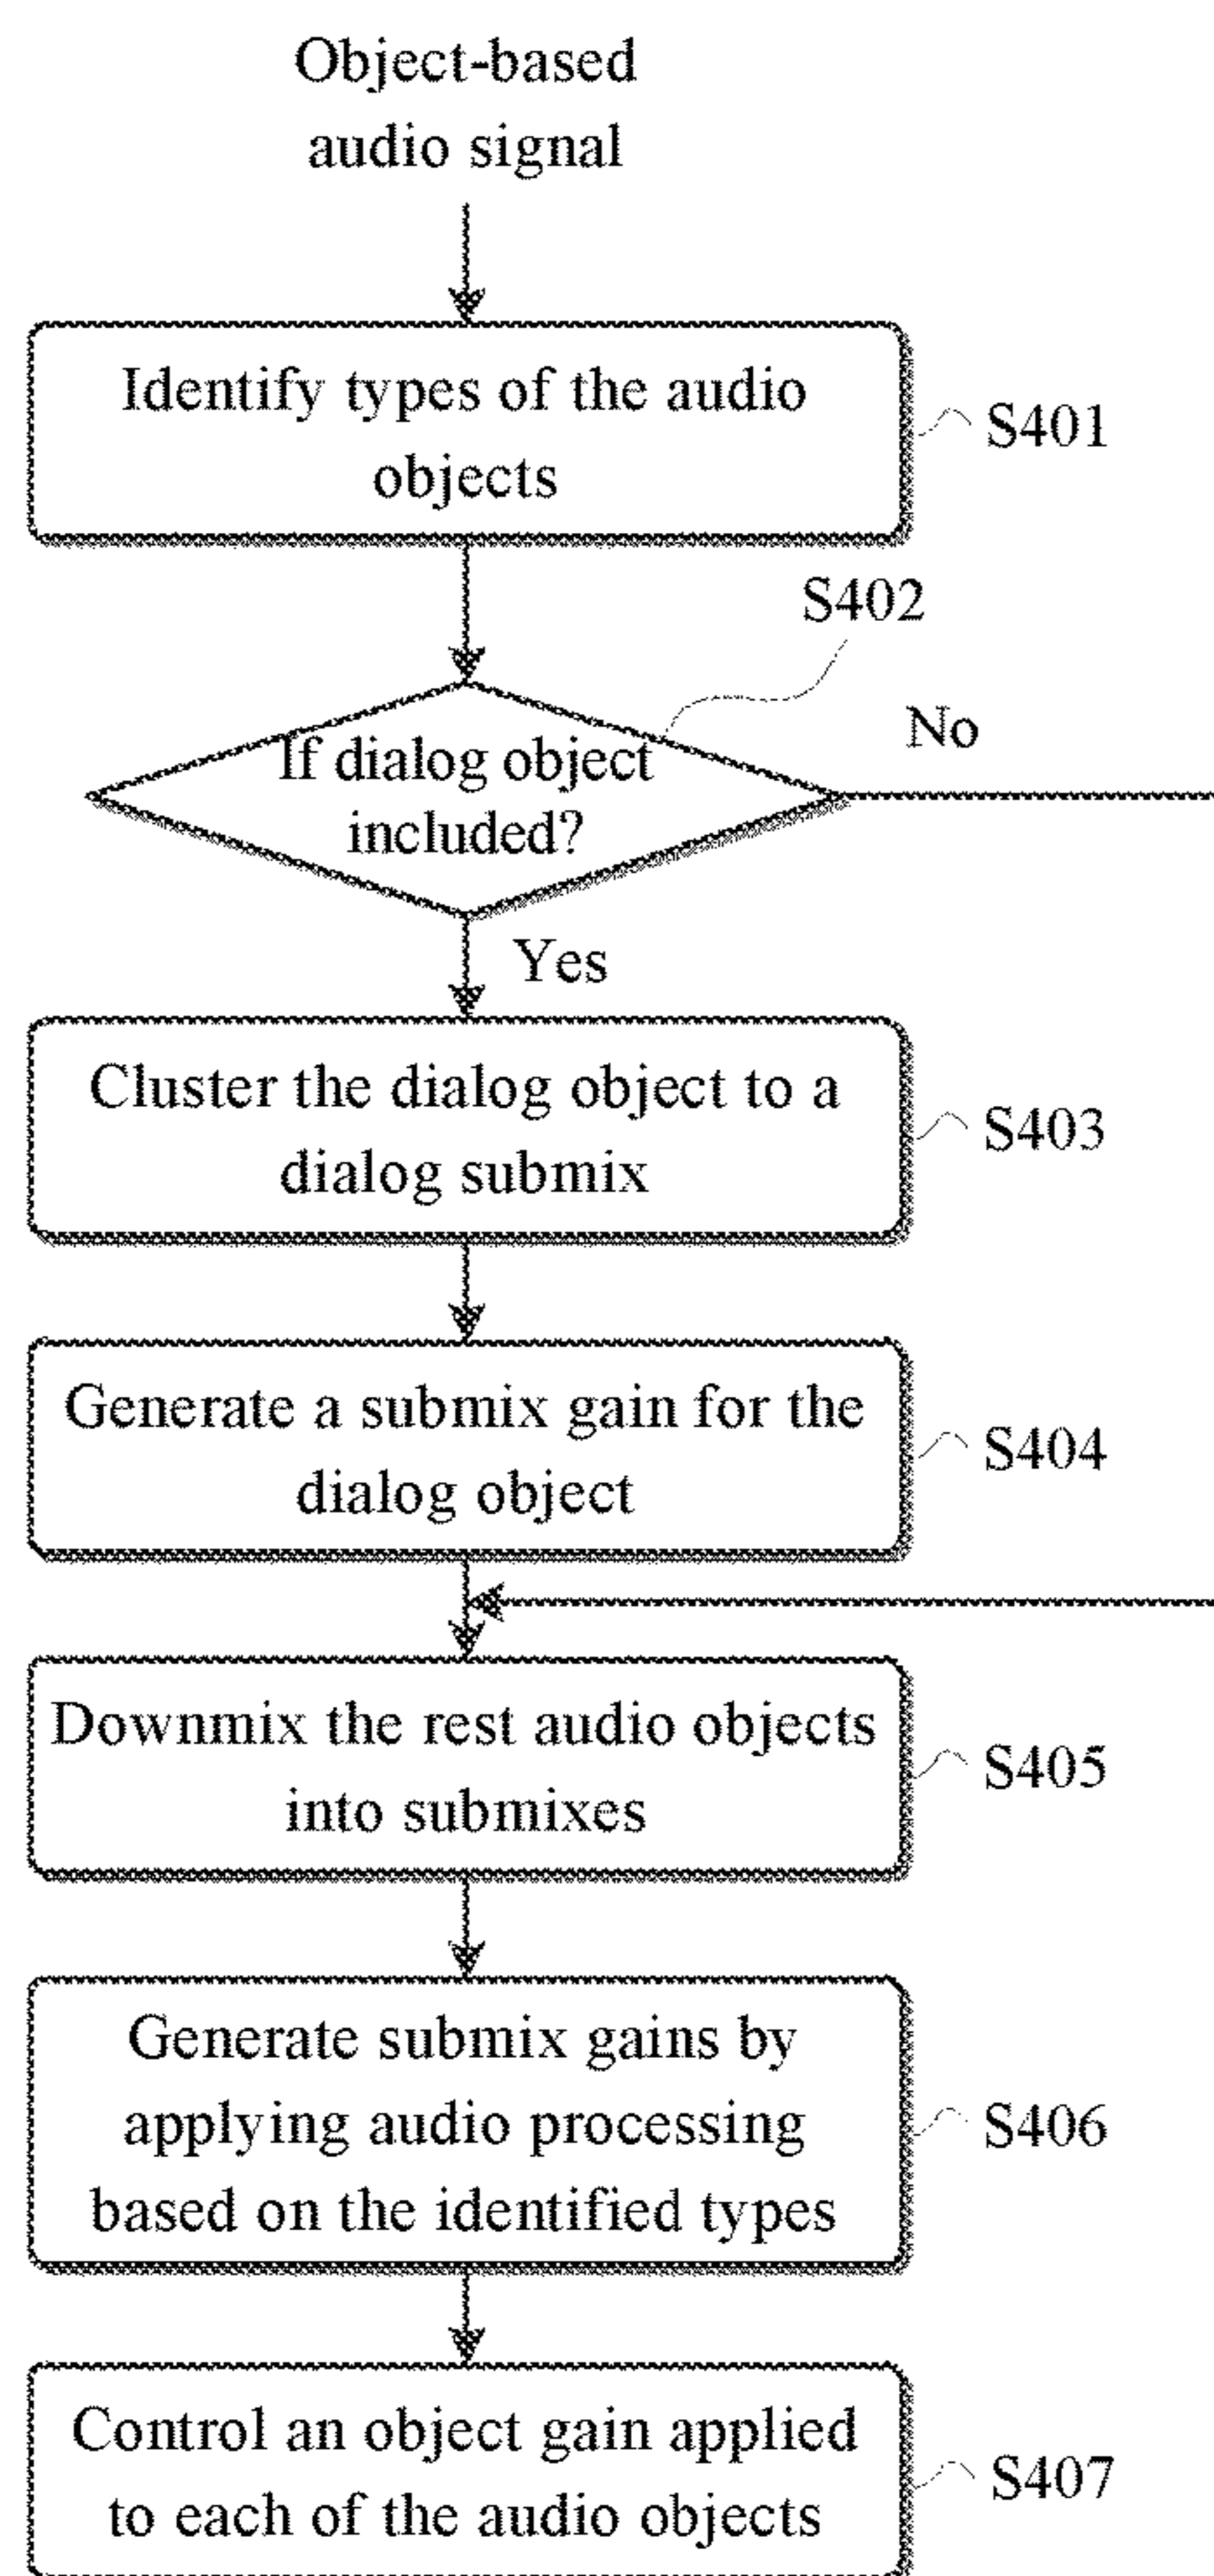 Object-based
audio signal
Identify types of the audio
objects
S401
S402
If dialog object
included?
No
Yes
Cluster the dialog object to a
dialog submix
S403
Generate a submix gain for the
dialog object
S404
Downmix the rest audio objects
into submixes
S405
Generate submix gains by
applying audio processing
based on the identified types
S406
Control an object gain applied
to each of the audio objects
S407